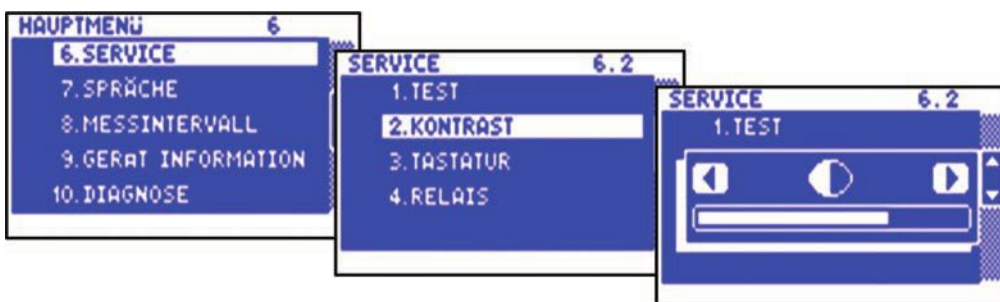 HAUPTMENÜ 6
6.SERVICE
7.SPRÄCHE
8.MESSINTERVALL
9.GERäT INFORMATION
10.DIAGNOSE
SERVICE 6.2
1.TEST
2.KONTRAST
3.TASTATUR
4.RELAIS
SERVICE 6.2
1.TEST